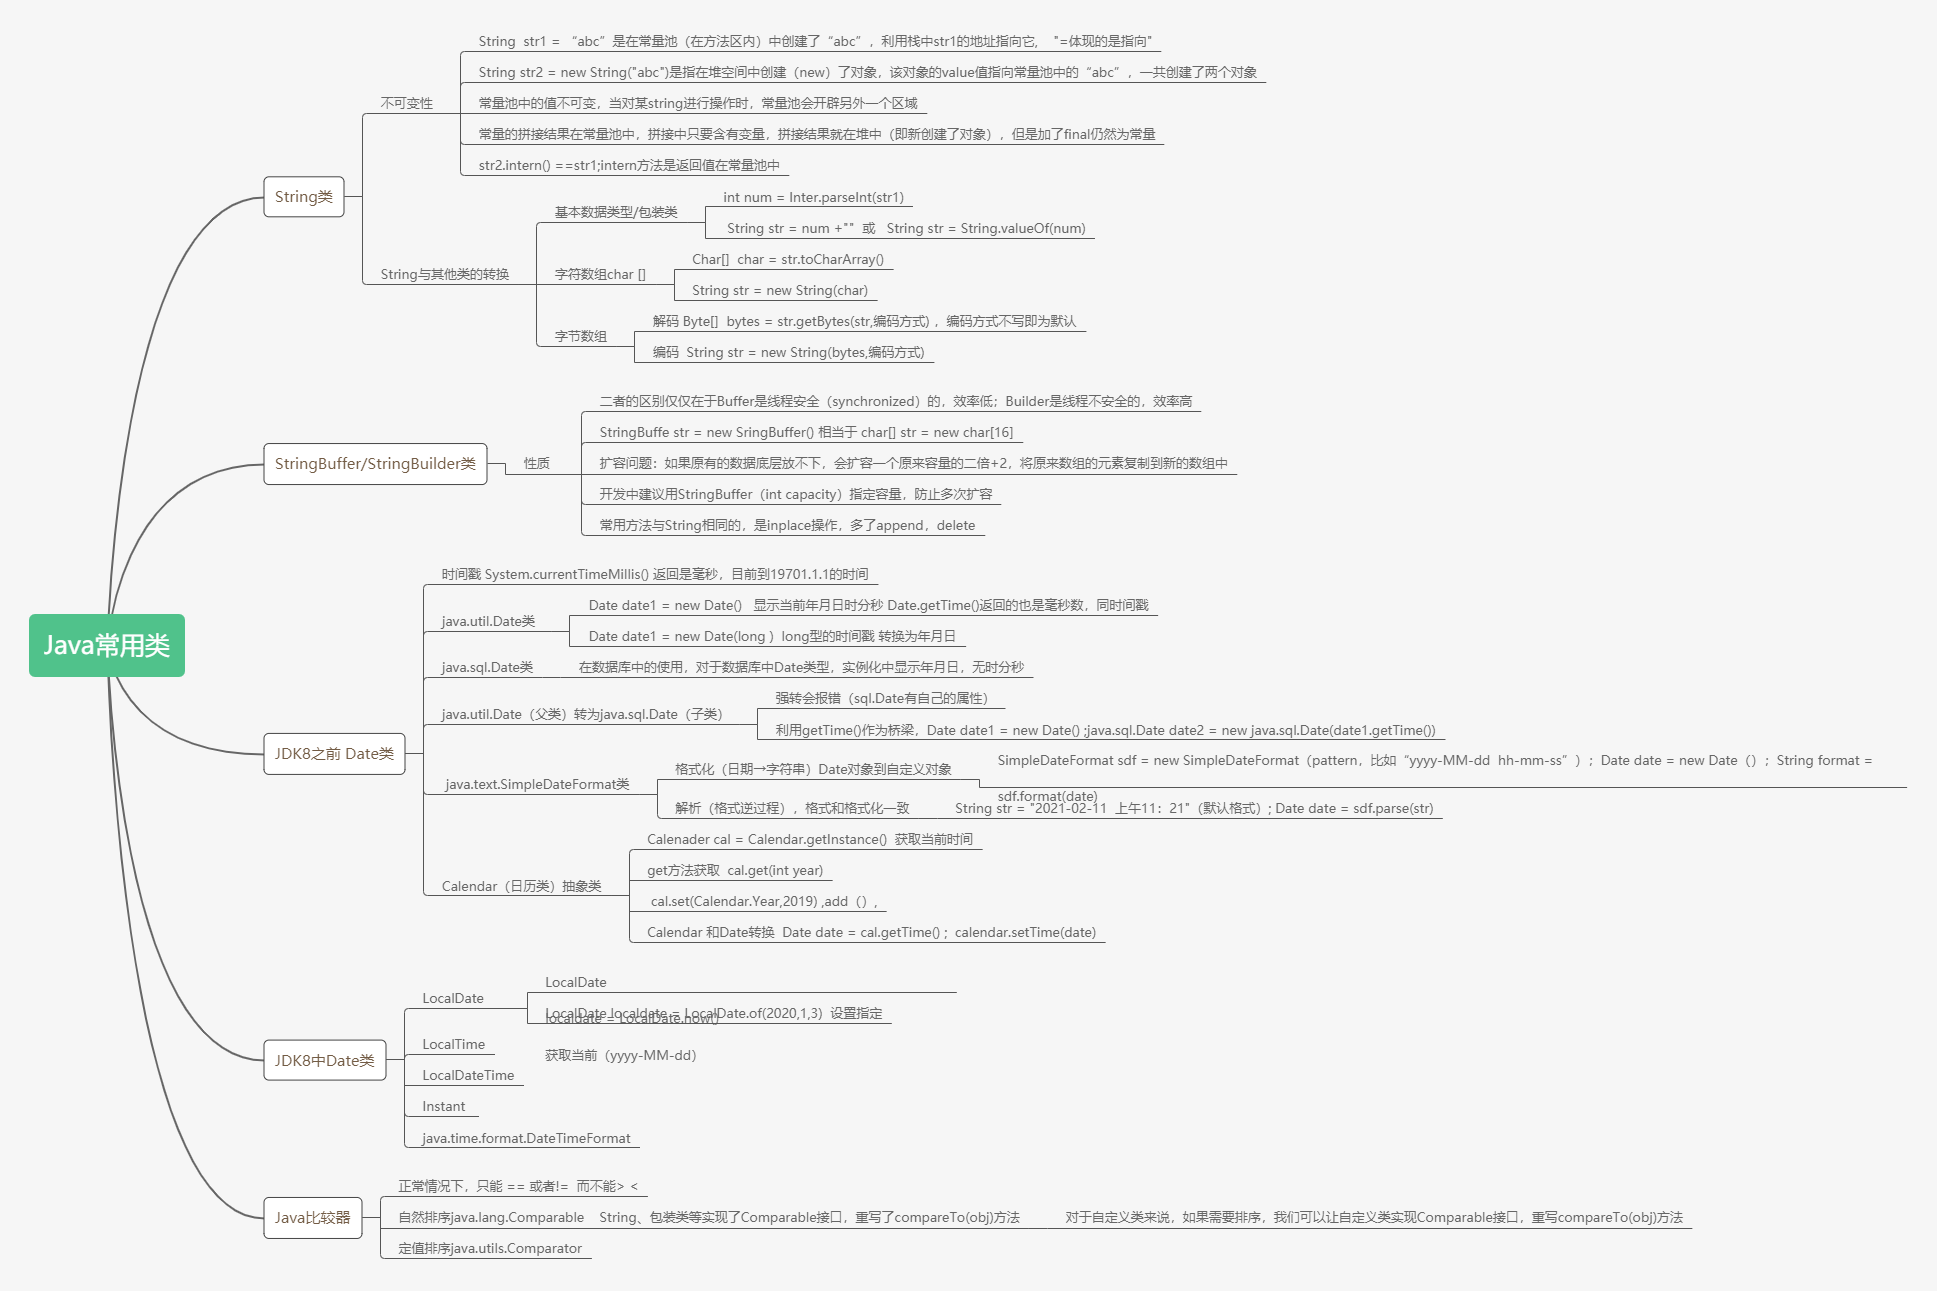 Java常用类
String类
不可变性
String  str1 = “abc”是在常量池（在方法区内）中创建了“abc”，利用栈中str1的地址指向它，  "=体现的是指向"
String str2 = new String("abc")是指在堆空间中创建（new）了对象，该对象的value值指向常量池中的“abc”，一共创建了两个对象
常量池中的值不可变，当对某string进行操作时，常量池会开辟另外一个区域
常量的拼接结果在常量池中，拼接中只要含有变量，拼接结果就在堆中（即新创建了对象），但是加了final仍然为常量
str2.intern() ==str1;intern方法是返回值在常量池中
String与其他类的转换
基本数据类型/包装类
int num = Inter.parseInt(str1)
String str = num +""  或   String str = String.valueOf(num)
字符数组char []
Char[]  char = str.toCharArray()
String str = new String(char)
字节数组
解码 Byte[]  bytes = str.getBytes(str,编码方式) ，编码方式不写即为默认
编码  String str = new String(bytes,编码方式)
StringBuffer/StringBuilder类
性质
二者的区别仅仅在于Buffer是线程安全（synchronized）的，效率低；Builder是线程不安全的，效率高
StringBuffe str = new SringBuffer() 相当于 char[] str = new char[16]
扩容问题：如果原有的数据底层放不下，会扩容一个原来容量的二倍+2，将原来数组的元素复制到新的数组中
开发中建议用StringBuffer（int capacity）指定容量，防止多次扩容
常用方法与String相同的，是inplace操作，多了append，delete
JDK8之前 Date类
时间戳 System.currentTimeMillis() 返回是毫秒，目前到19701.1.1的时间
java.util.Date类
Date date1 = new Date()   显示当前年月日时分秒 Date.getTime()返回的也是毫秒数，同时间戳
Date date1 = new Date(long ）long型的时间戳 转换为年月日
java.sql.Date类
在数据库中的使用，对于数据库中Date类型，实例化中显示年月日，无时分秒
java.util.Date（父类）转为java.sql.Date（子类）
强转会报错（sql.Date有自己的属性）
利用getTime()作为桥梁，Date date1 = new Date() ;java.sql.Date date2 = new java.sql.Date(date1.getTime())
java.text.SimpleDateFormat类
格式化（日期→字符串）Date对象到自定义对象
SimpleDateFormat sdf = new SimpleDateFormat（pattern，比如“yyyy-MM-dd  hh-mm-ss”）；Date date = new Date（）；String format =
sdf.format(date)
解析（格式逆过程），格式和格式化一致
String str = "2021-02-11  上午11：21"（默认格式）; Date date = sdf.parse(str)
Calendar（日历类）抽象类
Calenader cal = Calendar.getInstance()  获取当前时间
get方法获取  cal.get(int year)
cal.set(Calendar.Year,2019) ,add（），
Calendar 和Date转换  Date date = cal.getTime() ；calendar.setTime(date)
JDK8中Date类
LocalDate
LocalDate
localdate = LocalDate.now()
获取当前（yyyy-MM-dd）
LocalDate localdate = LocalDate.of(2020,1,3)  设置指定
LocalTime
LocalDateTime
Instant
java.time.format.DateTimeFormat
Java比较器
正常情况下，只能 == 或者!=  而不能> <
自然排序java.lang.Comparable
String、包装类等实现了Comparable接口，重写了compareTo(obj)方法
对于自定义类来说，如果需要排序，我们可以让自定义类实现Comparable接口，重写compareTo(obj)方法
定值排序java.utils.Comparator